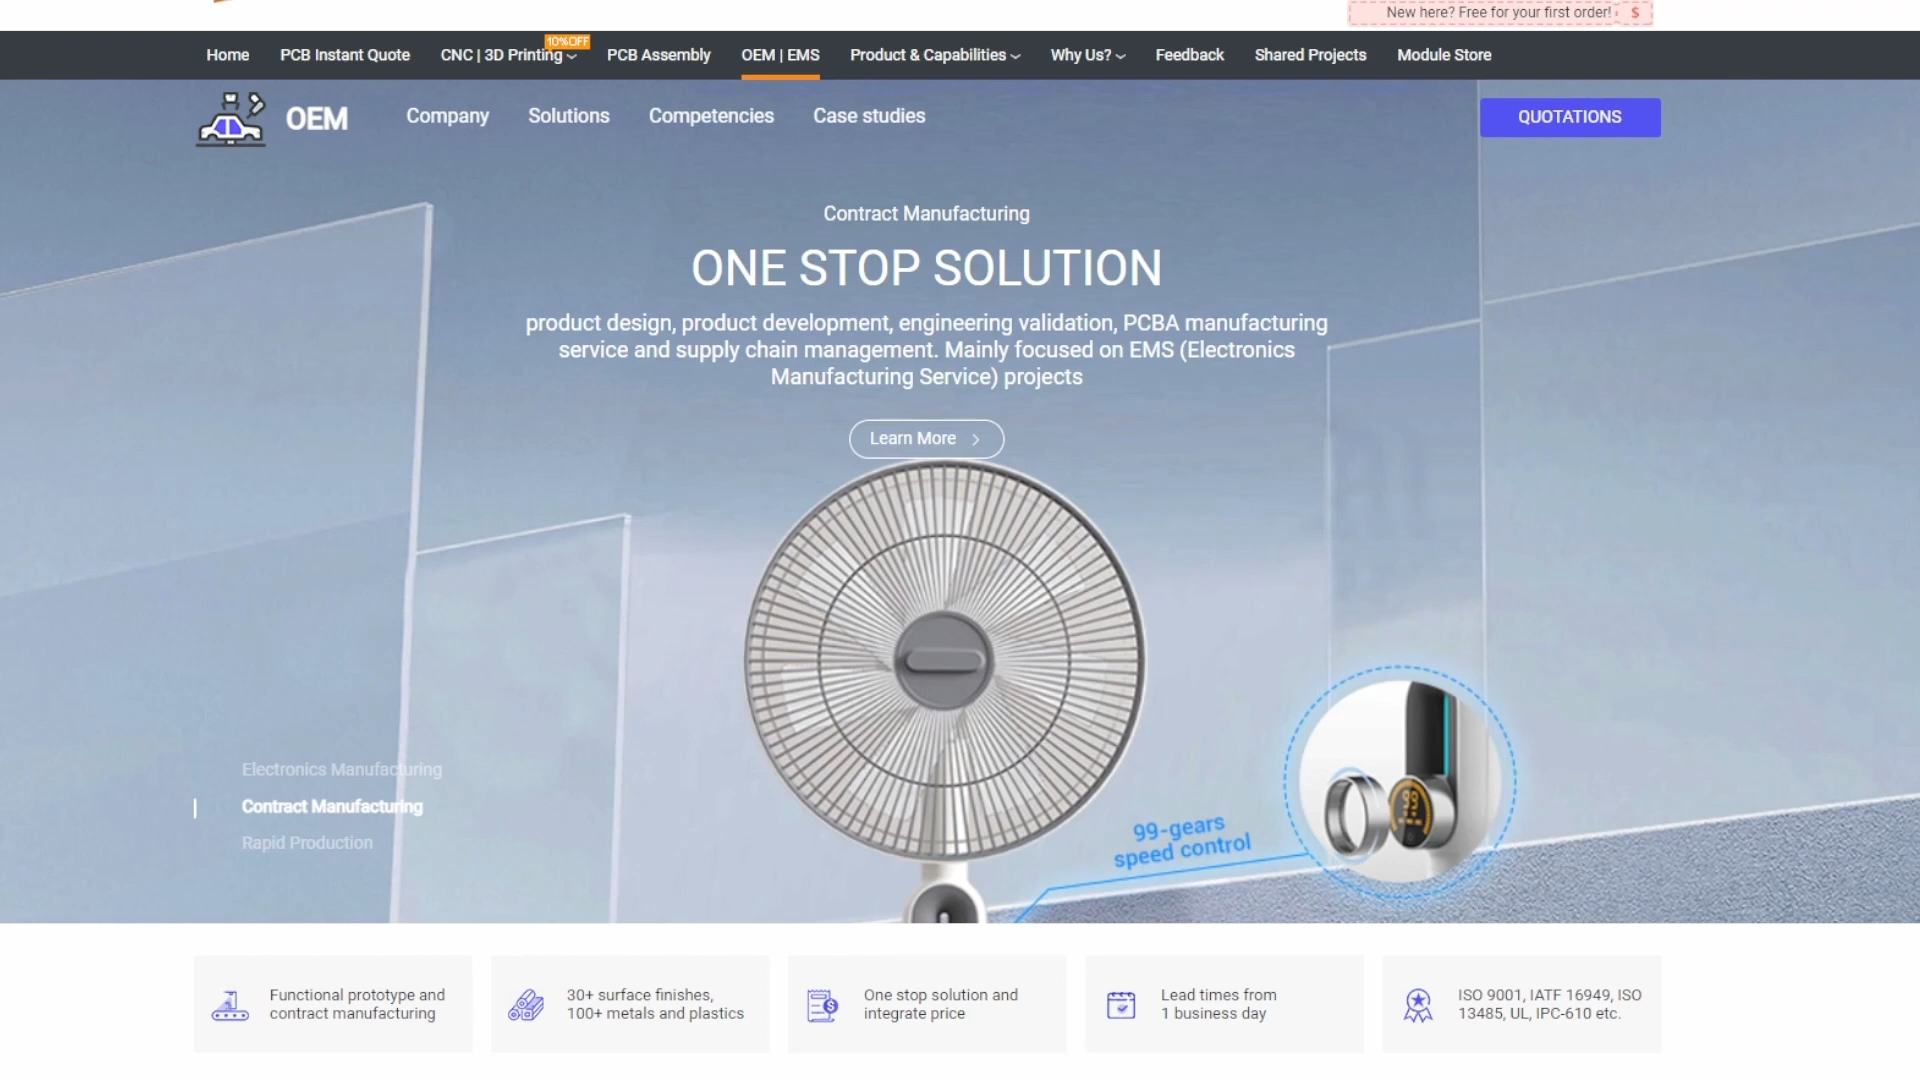 New here? Free for your first order! $
Home PCB Instant Quote CNC | 3D Printing 10%OFF PCB Assembly OEM | EMS Product & Capabilities Why Us? Feedback Shared Projects Module Store
OEM Company Solutions Competencies Case studies QUOTATIONS
Contract Manufacturing
ONE STOP SOLUTION
product design, product development, engineering validation, PCBA manufacturing
service and supply chain management. Mainly focused on EMS (Electronics
Manufacturing Service) projects
Learn More
Electronics Manufacturing
Contract Manufacturing
Rapid Production
99-gears
speed control
Functional prototype and
contract manufacturing
30+ surface finishes,
100+ metals and plastics
One stop solution and
integrate price
Lead times from
1 business day
ISO 9001, IATF 16949, ISO
13485, UL, IPC-610 etc.